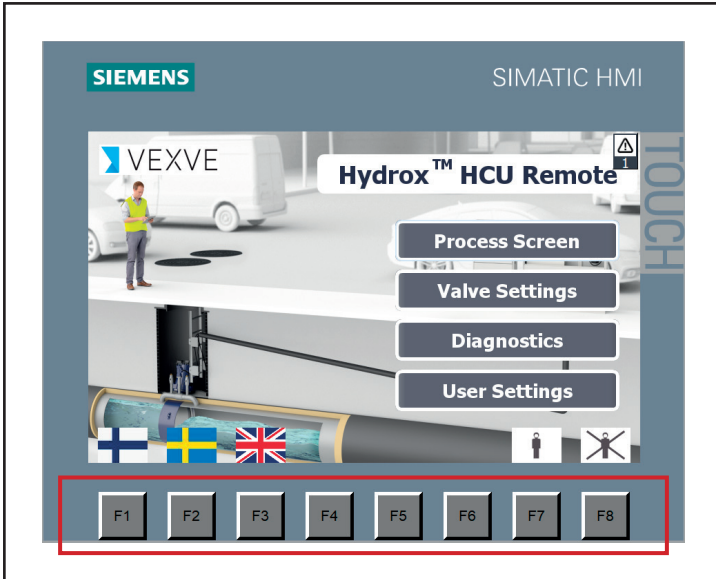 SIEMENS
SIMATIC HMI
TOUCH
VEXVE
1
Hydrox™ HCU Remote
Process Screen
Valve Settings
Diagnostics
User Settings
F1 F2 F3 F4 F5 F6 F7 F8